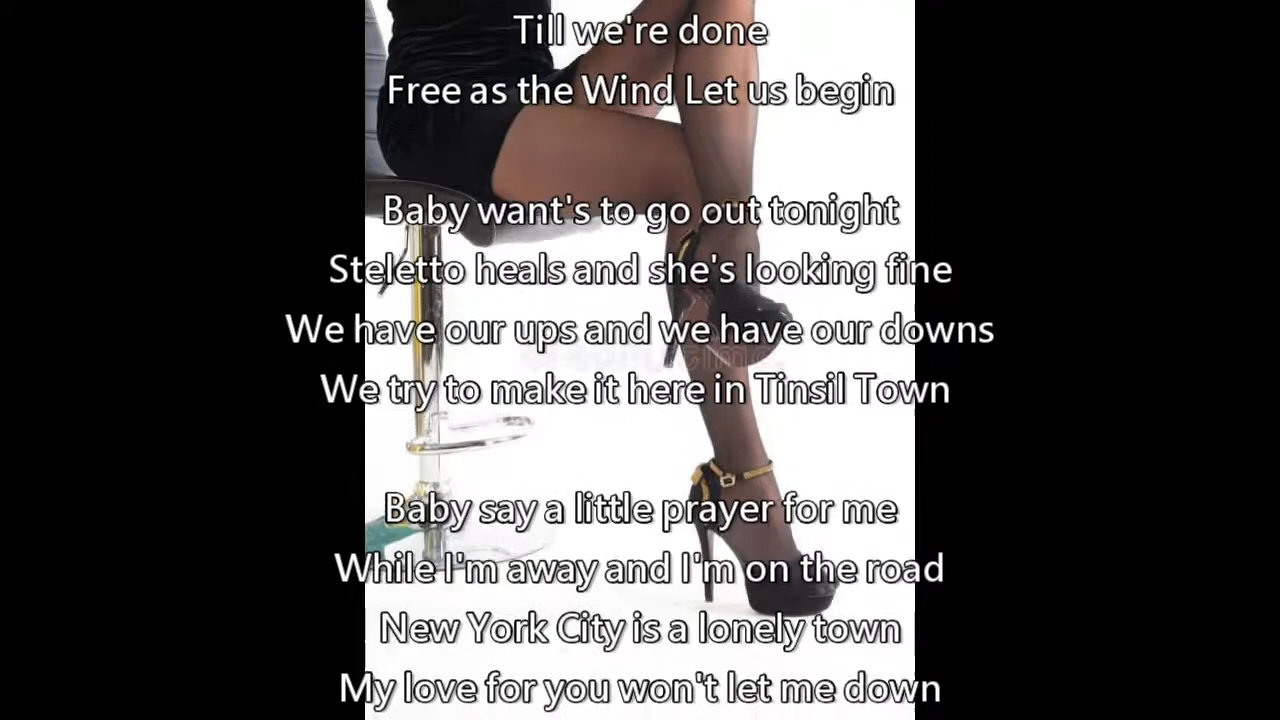 Till we're done
Free as the Wind Let us begin
Baby want's to go out tonight
Steletto heals and she's looking fine
We have our ups and we have our downs
We try to make it here in Tinsil Town
Baby say a little prayer for me
While I'm away and I'm on the road
New York City is a lonely town
My love for you won't let me down